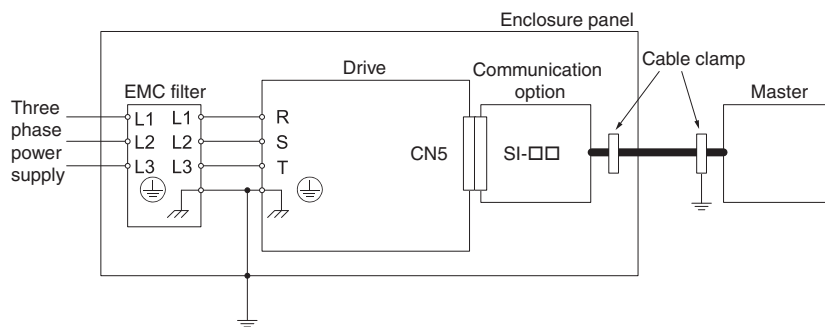 Enclosure panel
Drive
Communication
option
Cable clamp
Master
EMC filter
Three
phase
power
supply
L1 L1
L2 L2
L3 L3
R
S
T
CN5
SI-□□